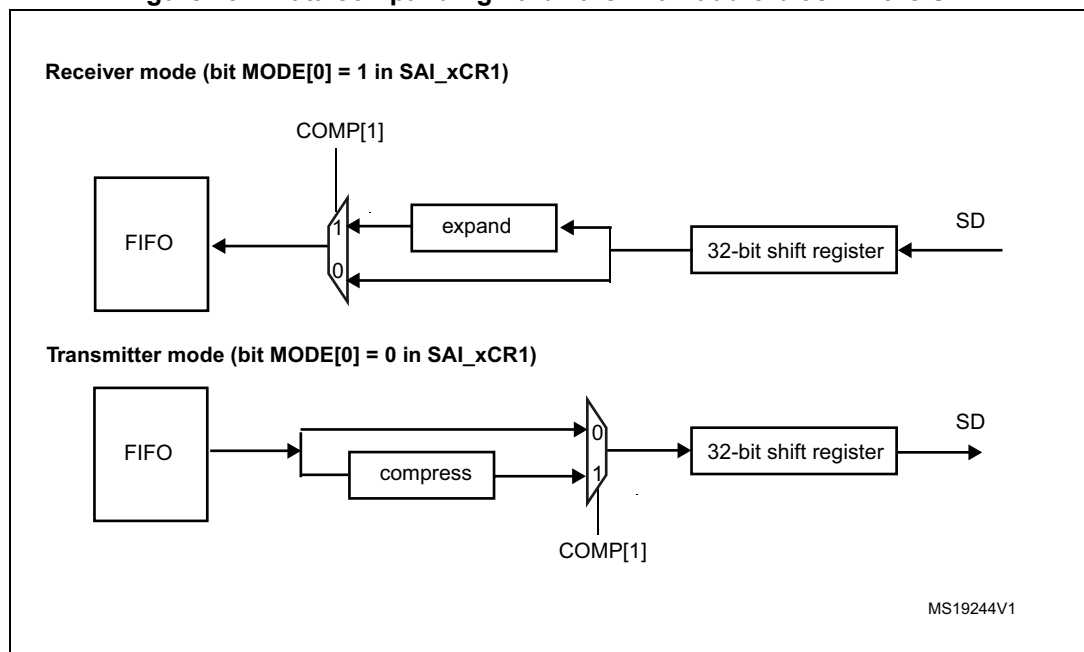 Receiver mode (bit MODE[0] = 1 in SAI_xCR1)
COMP[1]
FIFO
1
0
expand
32-bit shift register
SD
Transmitter mode (bit MODE[0] = 0 in SAI_xCR1)
FIFO
compress
0
1
COMP[1]
32-bit shift register
SD
MS19244V1